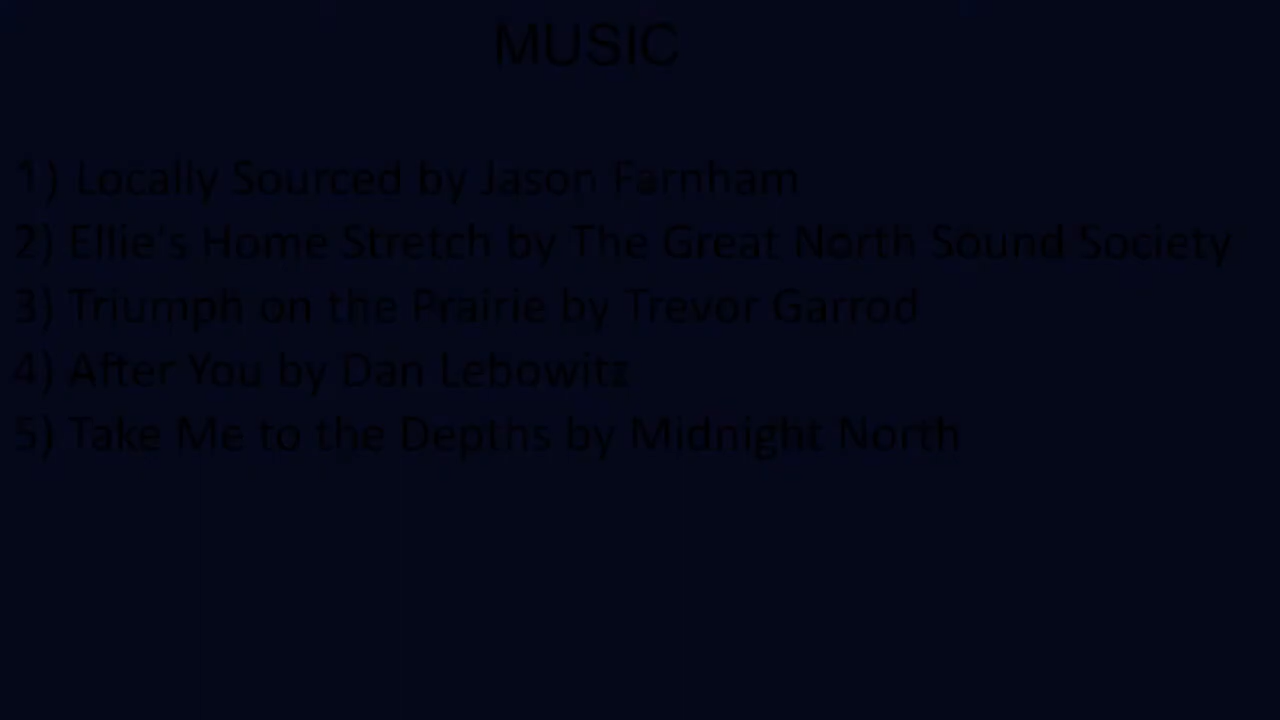 MUSIC
1) Locally Sourced by Jason Farnham
2) Ellie's Home Stretch by The Great North Sound Society
3) Triumph on the Prairie by Trevor Garrod
4) After You by Dan Lebowitz
5) Take Me to the Depths by Midnight North